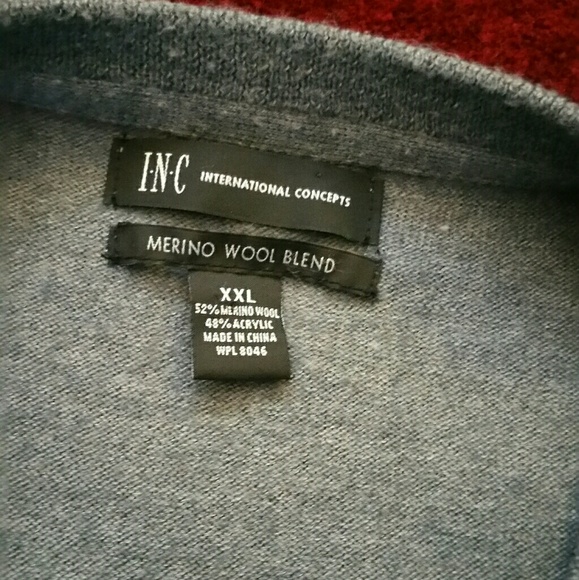 I·N·C INTERNATIONAL CONCEPTS
MERINO WOOL BLEND
XXL
52% MERINO WOOL
48% ACRYLIC
MADE IN CHINA
WPL 8046